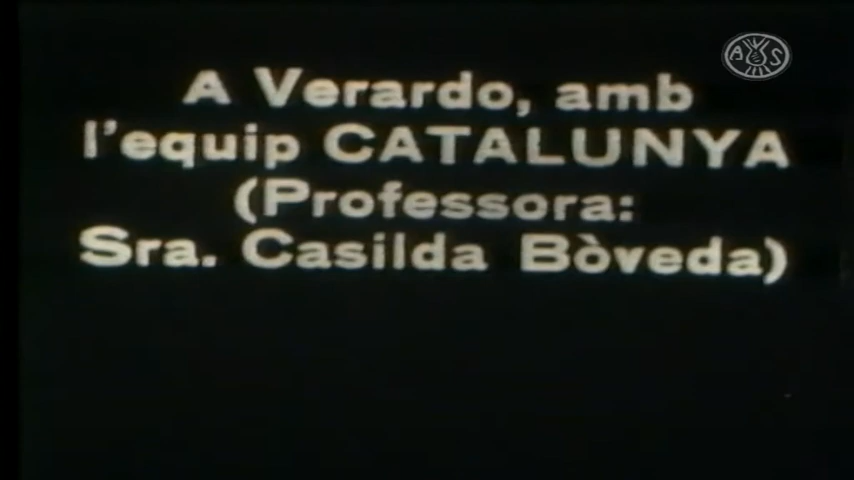 A S
A Verardo, amb
l'equip CATALUNYA
(Professora:
Sra. Casilda Bòveda)